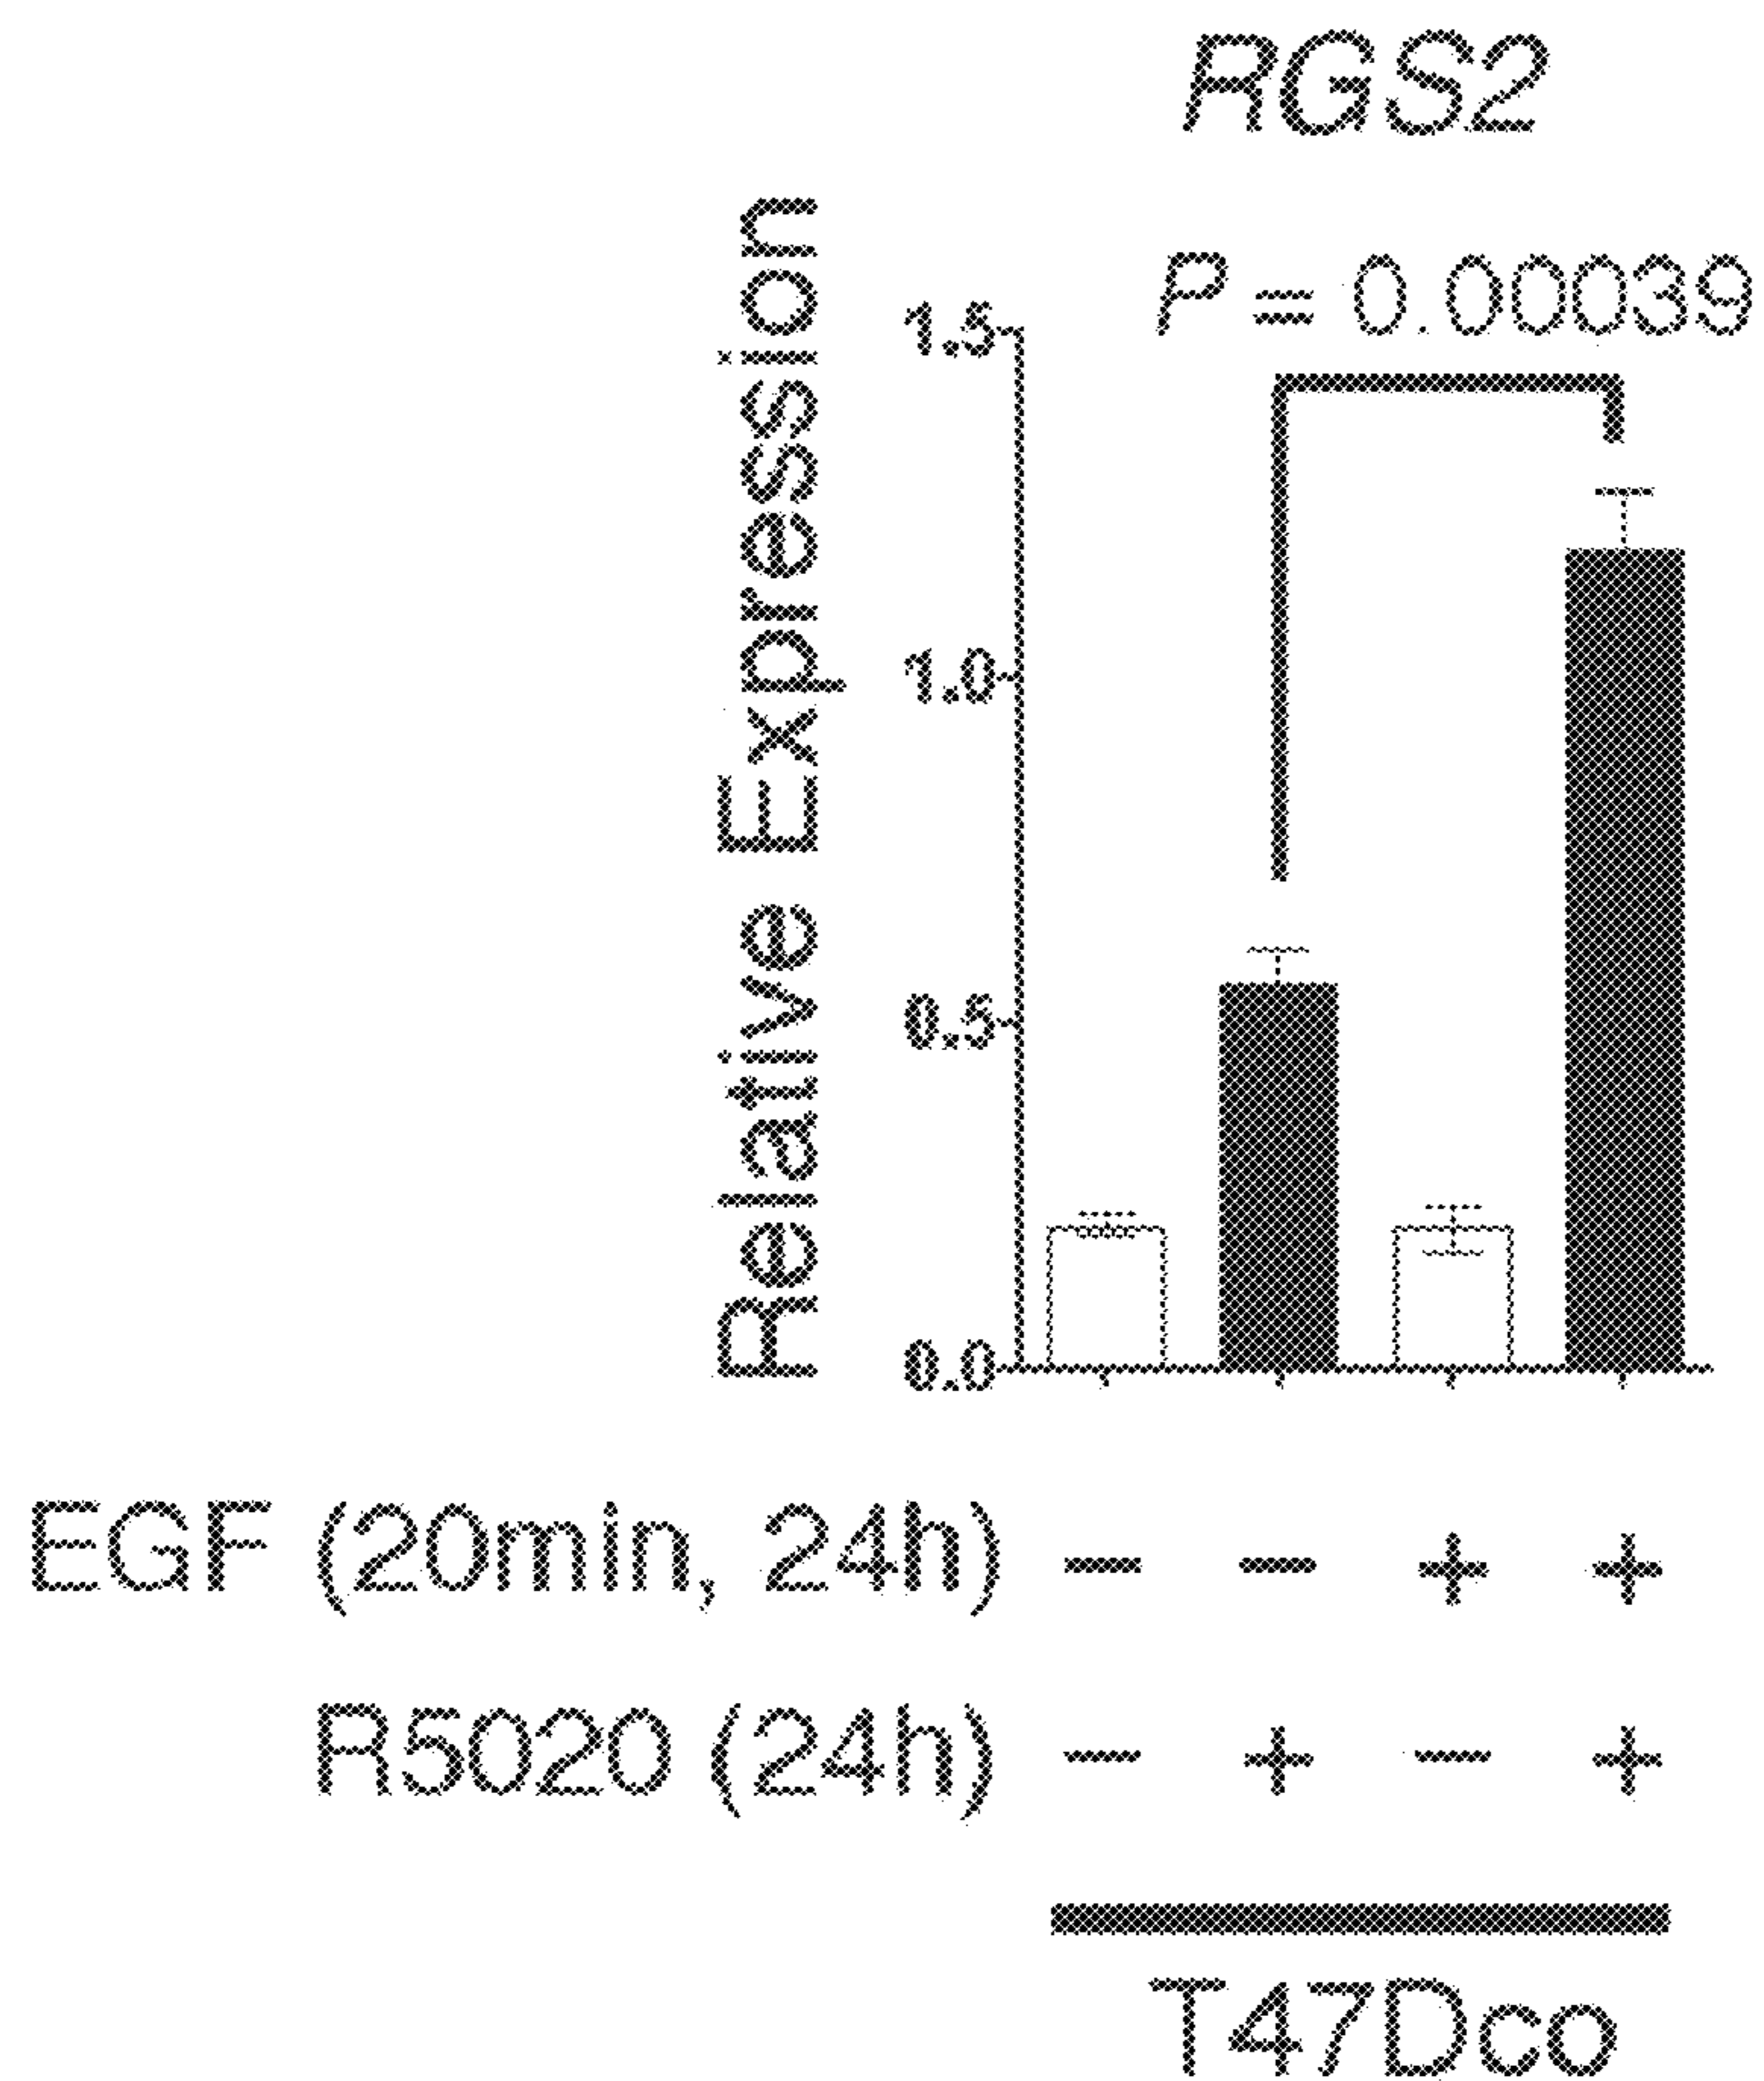 RGS2
P = 0.00039
Relative Expression
1.5
1.0
0.5
0.0
EGF (20min, 24h) – – + +
R5020 (24h) – + – +
T47Dco